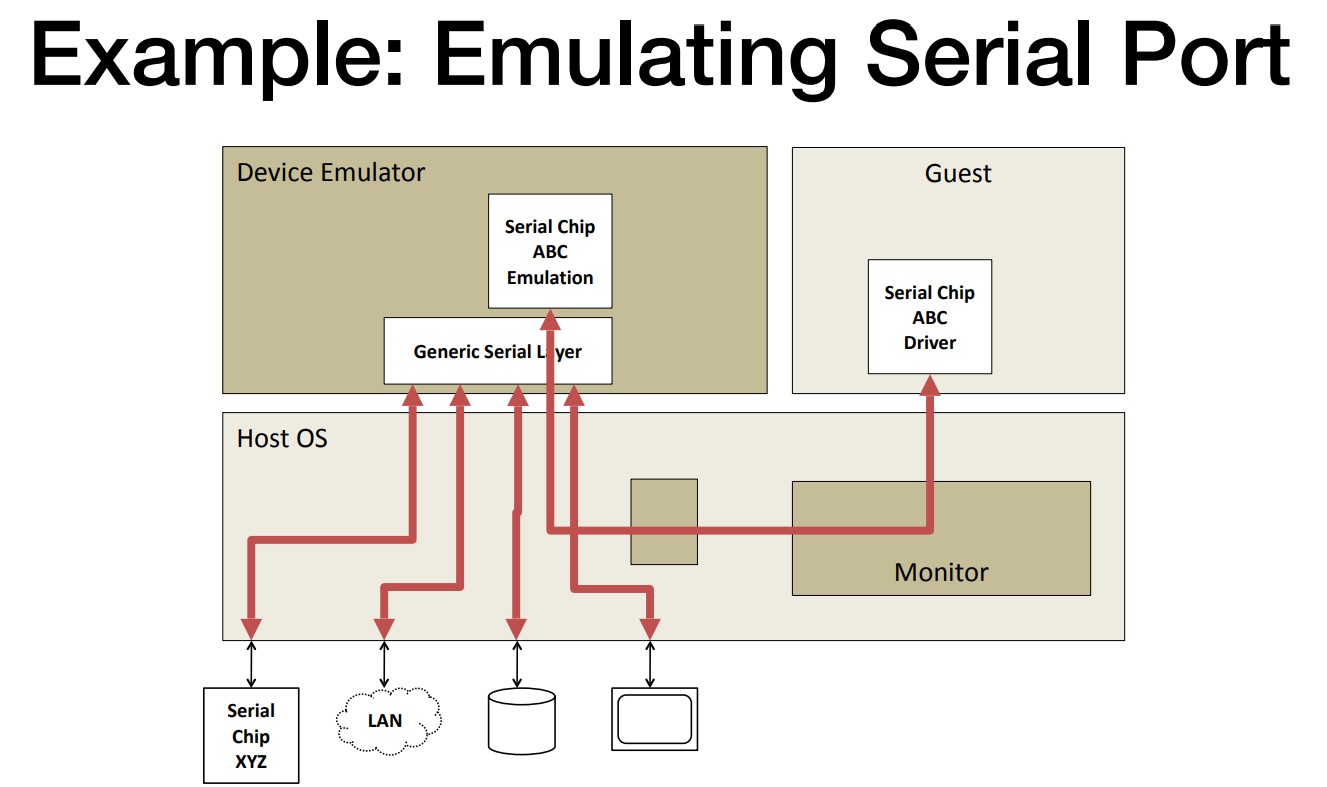 Example: Emulating Serial Port
Device Emulator
Guest
Serial Chip
ABC
Emulation
Serial Chip
ABC
Driver
Generic Serial Layer
Host OS
Monitor
Serial
Chip
XYZ
LAN